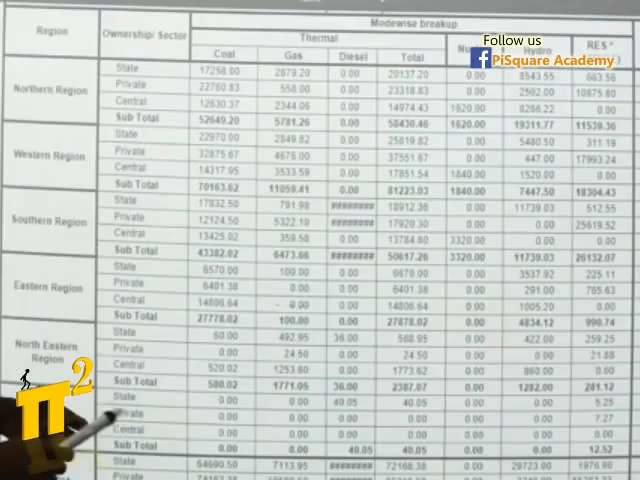 Modewise breakup
Region Ownership/ Sector Thermal Hydro RES *
Coal Gas Diesel Total
Follow us
PiSquare Academy
State 17258.00 2879.20 0.00 20137.20 0.00 8543.55 663.56
Northern Region Private 22760.83 558.00 0.00 23318.83 0.00 2502.00 10875.80
Central 12630.37 2344.06 0.00 14974.43 1620.00 8266.22 0.00
Sub Total 52649.20 5781.26 0.00 58430.46 1620.00 19311.77 11539.36
State 22970.00 2849.82 0.00 25819.82 0.00 5480.50 311.19
Western Region Private 32875.67 4676.00 0.00 37551.67 0.00 447.00 17993.24
Central 14317.95 3533.59 0.00 17851.54 1840.00 1520.00 0.00
Sub Total 70163.62 11059.41 0.00 81223.03 1840.00 7447.50 18304.43
State 17832.50 791.98 ######## 18912.36 0.00 11739.03 512.55
Southern Region Private 12124.50 5322.10 ######## 17920.30 0.00 0.00 25619.52
Central 13425.02 359.58 0.00 13784.60 3320.00 0.00 0.00
Sub Total 43382.02 6473.66 ######## 50617.26 3320.00 11739.03 26132.07
State 6570.00 100.00 0.00 6670.00 0.00 3537.92 225.11
Eastern Region Private 6401.38 0.00 0.00 6401.38 0.00 291.00 765.63
Central 14806.64 0.00 0.00 14806.64 0.00 1005.20 0.00
Sub Total 27778.02 100.00 0.00 27878.02 0.00 4834.12 990.74
State 60.00 492.95 36.00 588.95 0.00 422.00 259.25
North Eastern Region Private 0.00 24.50 0.00 24.50 0.00 0.00 21.88
Central 520.02 1253.60 0.00 1773.62 0.00 860.00 0.00
Sub Total 580.02 1771.05 36.00 2387.07 0.00 1282.00 281.12
State 0.00 0.00 40.05 40.05 0.00 0.00 5.25
Private 0.00 0.00 0.00 0.00 0.00 0.00 7.27
Central 0.00 0.00 0.00 0.00 0.00 0.00 0.00
Sub Total 0.00 0.00 40.05 40.05 0.00 0.00 12.52
State 64690.50 7113.95 ######## 72168.38 0.00 29723.00 1976.90
Private
π2